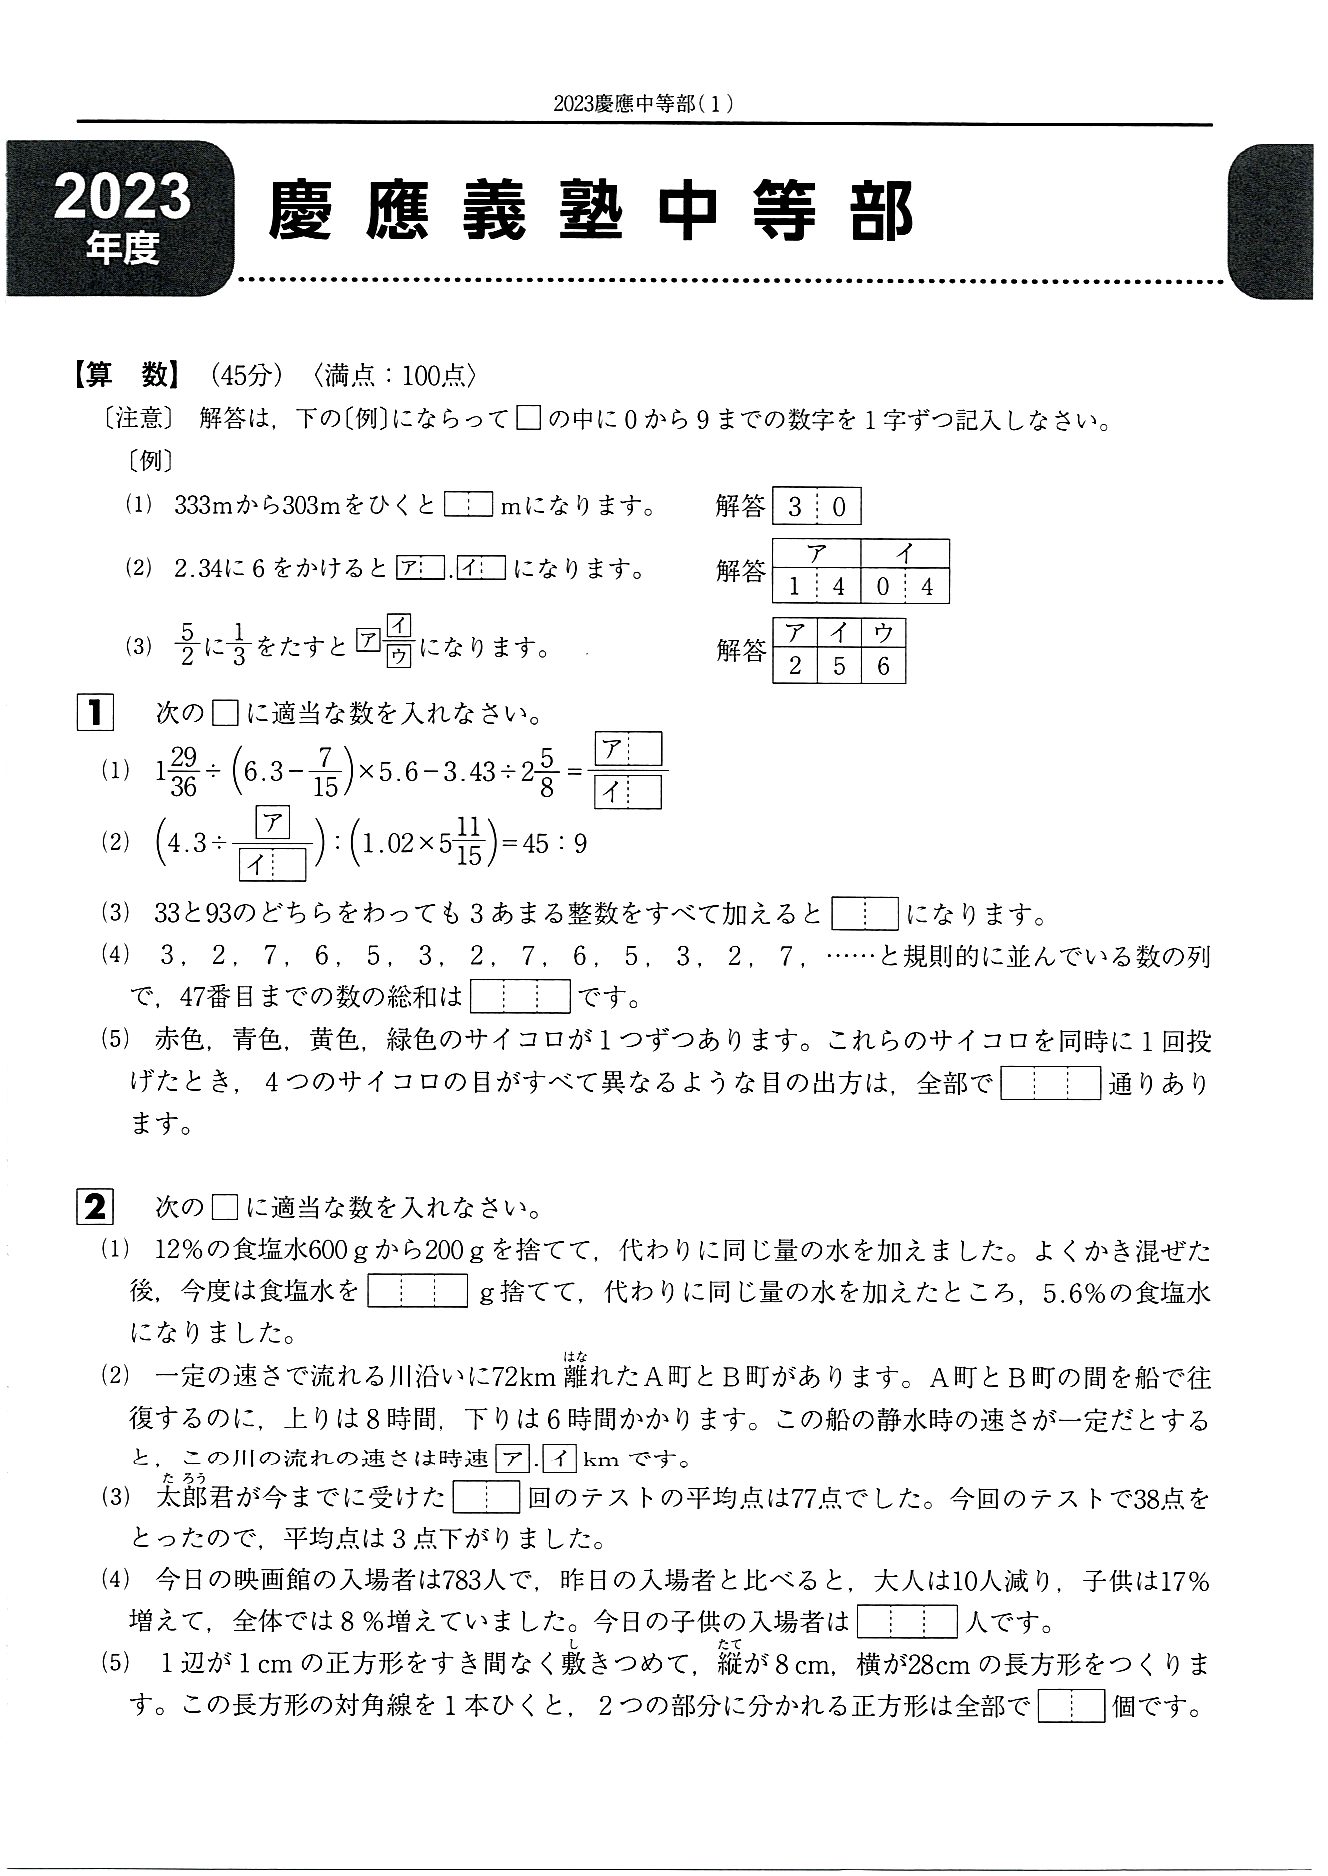 2023慶應中等部(1)
2023
年度
慶應義塾中等部
【算　数】(45分)〈満点：100点〉
〔注意〕 解答は，下の〔例〕にならって□の中に0から9までの数字を1字ずつ記入しなさい。
〔例〕
(1) 333mから303mをひくと□□mになります。 解答 3 0
(2) 2.34に6をかけると ア . イ になります。 解答 ア イ 1 4 0 4
(3) 5/2に1/3をたすと ア イ/ウ になります。 解答 ア イ ウ 2 5 6
1 次の□に適当な数を入れなさい。
(1) 1 29/36÷(6.3−7/15)×5.6−3.43÷2 5/8= ア/イ
(2) (4.3÷ ア/イ ):(1.02×5 11/15)=45：9
(3) 33と93のどちらをわっても3あまる整数をすべて加えると□□になります。
(4) 3，2，7，6，5，3，2，7，6，5，3，2，7，……と規則的に並んでいる数の列
で，47番目までの数の総和は□□□です。
(5) 赤色，青色，黄色，緑色のサイコロが1つずつあります。これらのサイコロを同時に1回投
げたとき，4つのサイコロの目がすべて異なるような目の出方は，全部で□□□通りあり
ます。
2 次の□に適当な数を入れなさい。
(1) 12%の食塩水600gから200gを捨てて，代わりに同じ量の水を加えました。よくかき混ぜた
後，今度は食塩水を□□□g捨てて，代わりに同じ量の水を加えたところ，5.6%の食塩水
になりました。
はな
(2) 一定の速さで流れる川沿いに72km離れたA町とB町があります。A町とB町の間を船で往
復するのに，上りは8時間，下りは6時間かかります。この船の静水時の速さが一定だとする
と，この川の流れの速さは時速 ア . イ kmです。
たろう
(3) 太郎君が今までに受けた□□回のテストの平均点は77点でした。今回のテストで38点を
とったので，平均点は3点下がりました。
(4) 今日の映画館の入場者は783人で，昨日の入場者と比べると，大人は10人減り，子供は17%
増えて，全体では8%増えていました。今日の子供の入場者は□□□人です。
し たて
(5) 1辺が1cmの正方形をすき間なく敷きつめて，縦が8cm，横が28cmの長方形をつくりま
す。この長方形の対角線を1本ひくと，2つの部分に分かれる正方形は全部で□□個です。